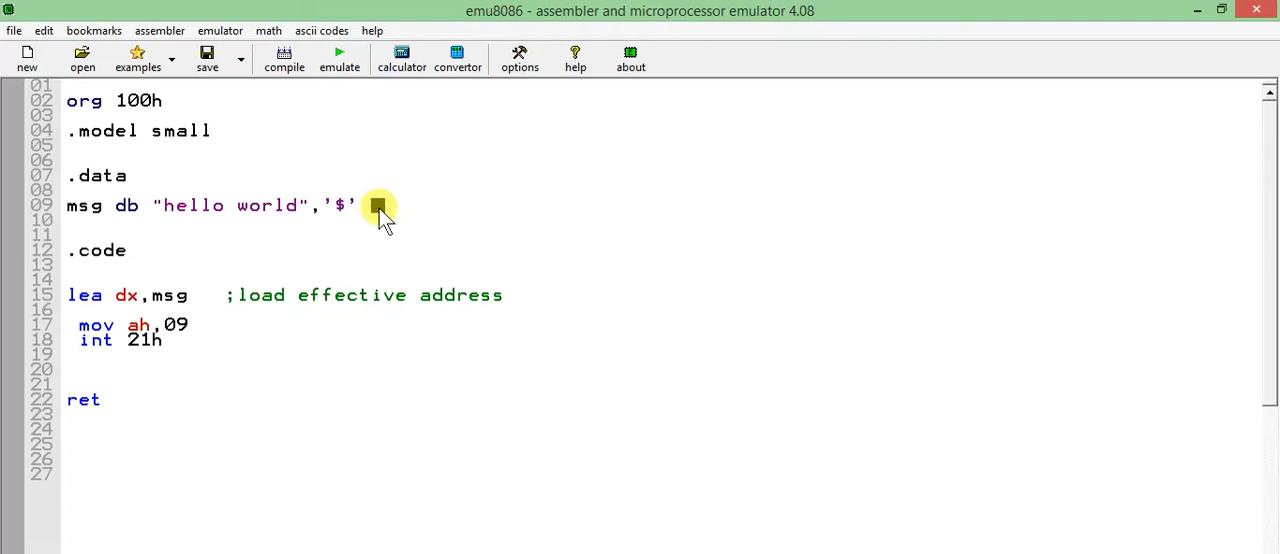 emu8086 - assembler and microprocessor emulator 4.08
file edit bookmarks assembler emulator math ascii codes help
new open examples save compile emulate calculator convertor options help about
01
02 org 100h
03
04 .model small
05
06
07 .data
08
09 msg db "hello world",'$'
10
11
12 .code
13
14
15 lea dx,msg ;load effective address
16
17 mov ah,09
18 int 21h
19
20
21
22 ret
23
24
25
26
27